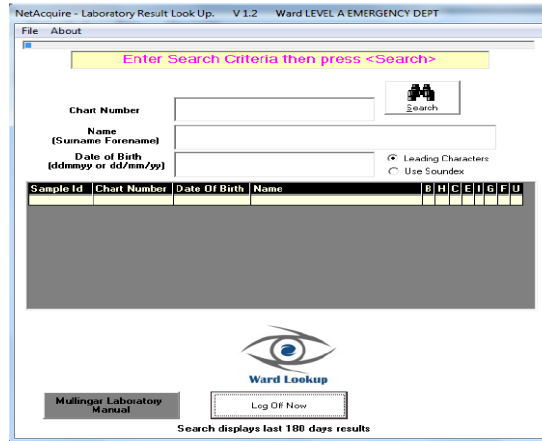 NetAcquire - Laboratory Result Look Up. V 1.2 Ward LEVEL A EMERGENCY DEPT
File About
Enter Search Criteria then press <Search>
Chart Number
Search
Name
(Surname Forename)
Date of Birth
(ddmmyy or dd/mm/yy)
Leading Characters
Use Soundex
Sample Id Chart Number Date Of Birth Name B H C E I G F U
Ward Lookup
Mullingar Laboratory
Manual
Log Off Now
Search displays last 180 days results